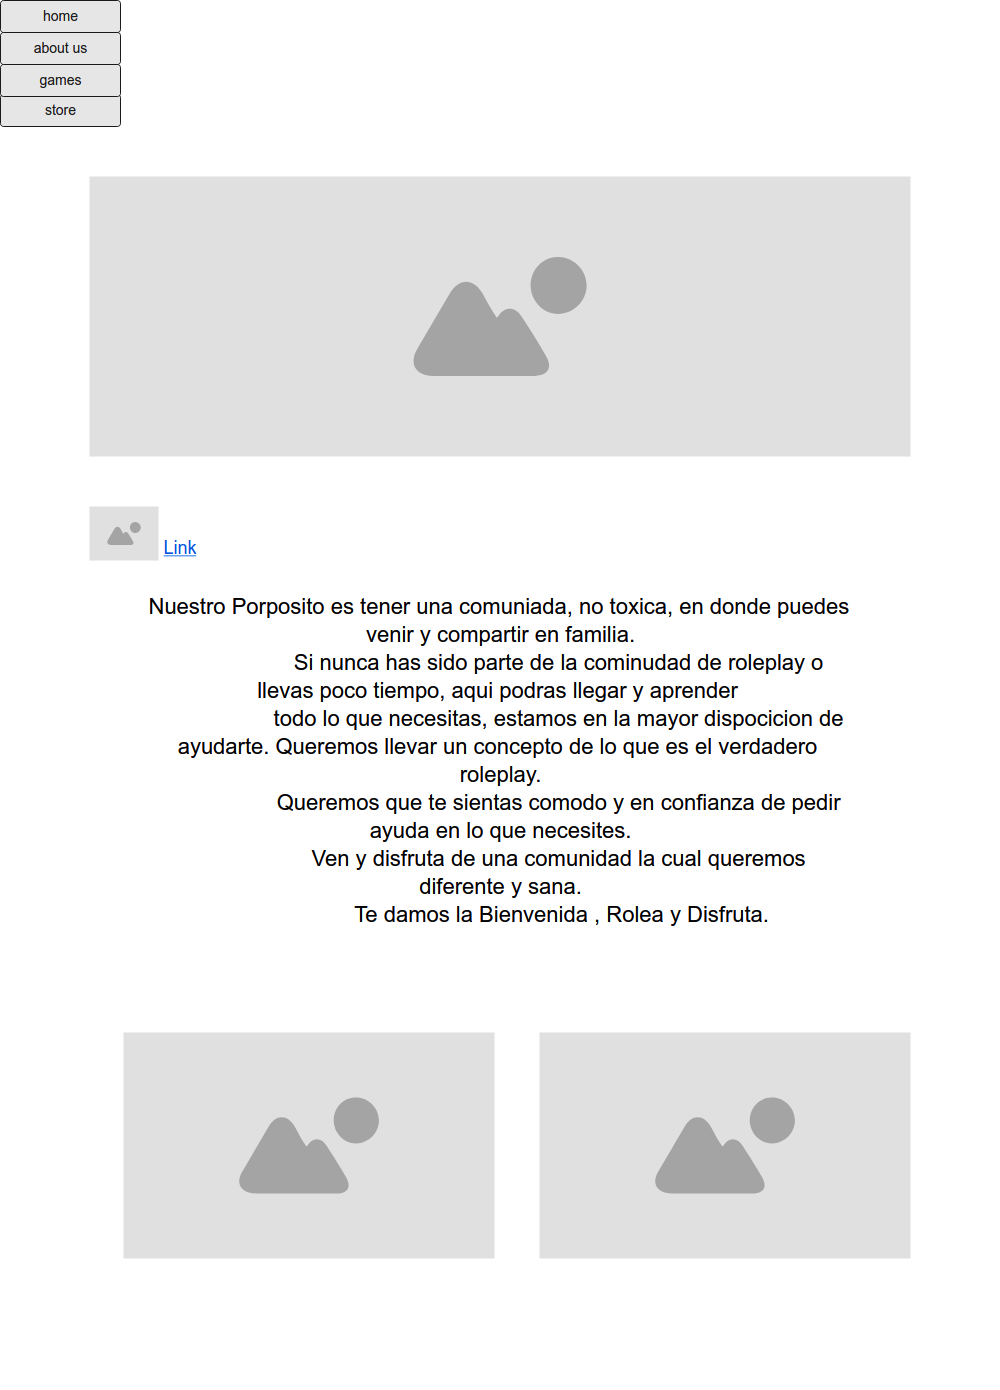 home
about us
games
store
Link
Nuestro Porposito es tener una comuniada, no toxica, en donde puedes
venir y compartir en familia.
Si nunca has sido parte de la cominudad de roleplay o
llevas poco tiempo, aqui podras llegar y aprender
todo lo que necesitas, estamos en la mayor dispocicion de
ayudarte. Queremos llevar un concepto de lo que es el verdadero
roleplay.
Queremos que te sientas comodo y en confianza de pedir
ayuda en lo que necesites.
Ven y disfruta de una comunidad la cual queremos
diferente y sana.
Te damos la Bienvenida , Rolea y Disfruta.